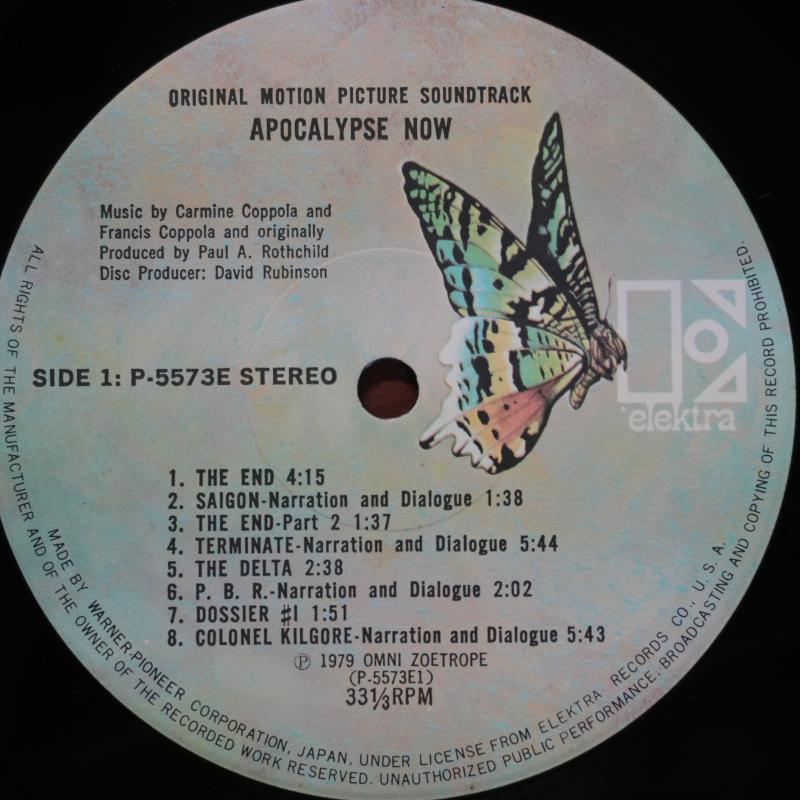 ORIGINAL MOTION PICTURE SOUNDTRACK
APOCALYPSE NOW
Music by Carmine Coppola and
Francis Coppola and originally
Produced by Paul A. Rothchild
Disc Producer: David Rubinson
SIDE 1: P-5573E STEREO
elektra
1. THE END 4:15
2. SAIGON-Narration and Dialogue 1:38
3. THE END-Part 2 1:37
4. TERMINATE-Narration and Dialogue 5:44
5. THE DELTA 2:38
6. P. B. R.-Narration and Dialogue 2:02
7. DOSSIER #1 1:51
8. COLONEL KILGORE-Narration and Dialogue 5:43
Ⓟ 1979 OMNI ZOETROPE
(P-5573E1)
33 1/3 RPM
MADE BY WARNER-PIONEER CORPORATION, JAPAN, UNDER LICENSE FROM ELEKTRA RECORDS CO., U. S. A.
ALL RIGHTS OF THE MANUFACTURER AND OF THE OWNER OF THE RECORDED WORK RESERVED. UNAUTHORIZED PUBLIC PERFORMANCE. BROADCASTING AND COPYING OF THIS RECORD PROHIBITED.